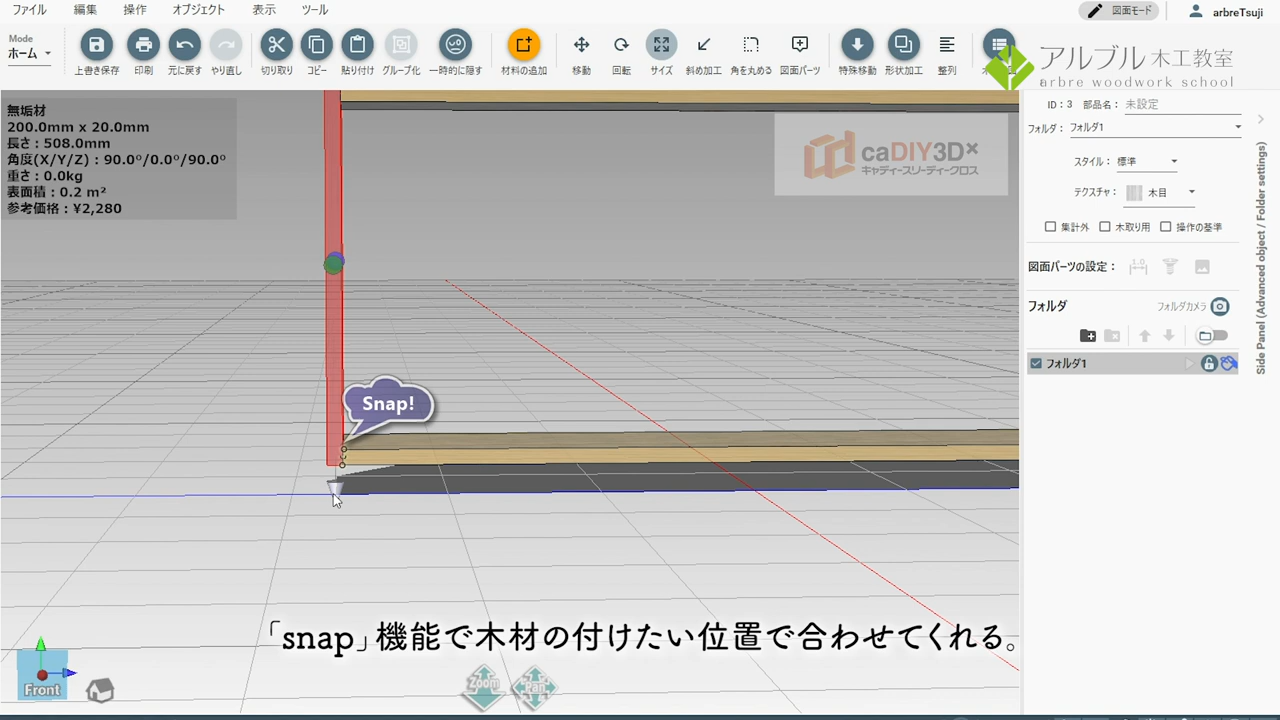 ファイル 編集 操作 オブジェクト 表示 ツール 図面モード arbreTsuji
Mode
ホーム
上書き保存 印刷 元に戻す やり直し 切り取り コピー 貼り付け グループ化 一時的に隠す 材料の追加 移動 回転 サイズ 斜め加工 角を丸める 図面パーツ 特殊移動 形状加工 整列
アルブル木工教室
arbre woodwork school
無垢材
200.0mm x 20.0mm
長さ : 508.0mm
角度(X/Y/Z) : 90.0°/0.0°/90.0°
重さ : 0.0kg
表面積 : 0.2 m²
参考価格 : ¥2,280
caDIY3D×
キャディースリーディークロス
ID : 3 部品名 : 未設定
フォルダ : フォルダ1
スタイル : 標準
テクスチャ : 木目
集計外 木取り用 操作の基準
図面パーツの設定 : 1.0
フォルダ フォルダカメラ
フォルダ1
Side Panel (Advanced object / Folder settings)
Snap!
「snap」機能で木材の付けたい位置で合わせてくれる。
Front
Zoom
Pan